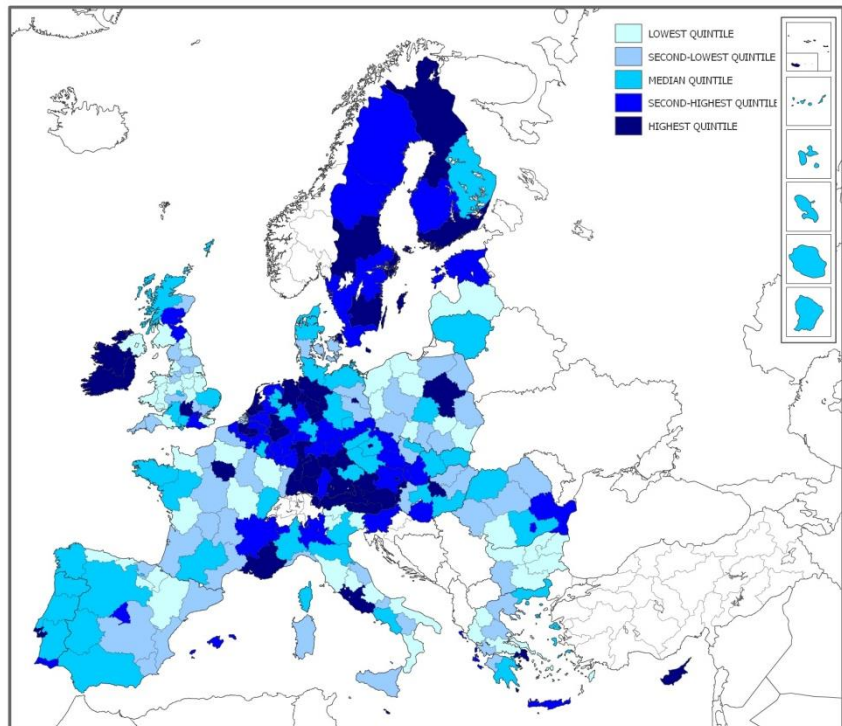 LOWEST QUINTILE
SECOND-LOWEST QUINTILE
MEDIAN QUINTILE
SECOND-HIGHEST QUINTILE
HIGHEST QUINTILE